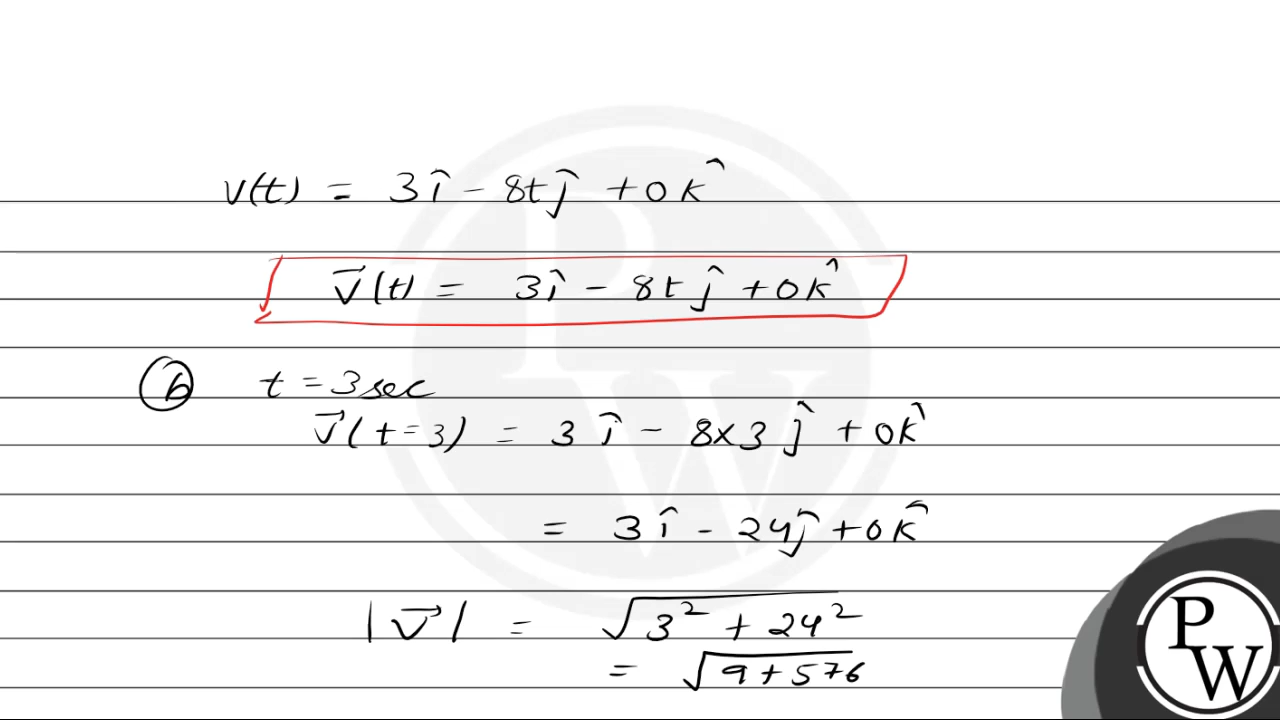 v(t) = 3î - 8tĵ + 0k̂
v⃗(t) = 3î - 8tĵ + 0k̂
b t = 3 sec
v⃗(t=3) = 3î - 8×3ĵ + 0k̂
= 3î - 24ĵ + 0k̂
|v⃗| = √3² + 24²
= √9 + 576
P
W
P
W